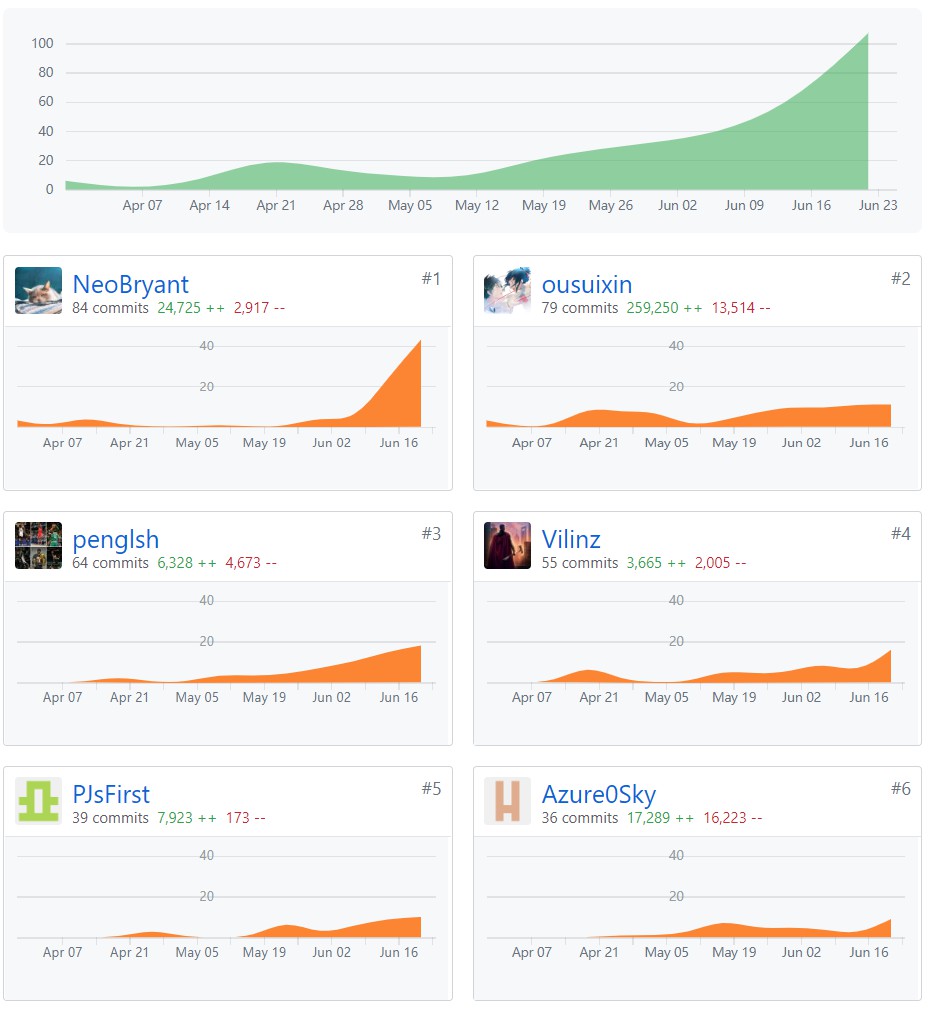 100
80
60
40
20
0
Apr 07 Apr 14 Apr 21 Apr 28 May 05 May 12 May 19 May 26 Jun 02 Jun 09 Jun 16 Jun 23
NeoBryant #1
84 commits 24,725 ++ 2,917 --
40
20
Apr 07 Apr 21 May 05 May 19 Jun 02 Jun 16
ousuixin #2
79 commits 259,250 ++ 13,514 --
40
20
Apr 07 Apr 21 May 05 May 19 Jun 02 Jun 16
penglsh #3
64 commits 6,328 ++ 4,673 --
40
20
Apr 07 Apr 21 May 05 May 19 Jun 02 Jun 16
Vilinz #4
55 commits 3,665 ++ 2,005 --
40
20
Apr 07 Apr 21 May 05 May 19 Jun 02 Jun 16
PJsFirst #5
39 commits 7,923 ++ 173 --
40
20
Apr 07 Apr 21 May 05 May 19 Jun 02 Jun 16
Azure0Sky #6
36 commits 17,289 ++ 16,223 --
40
20
Apr 07 Apr 21 May 05 May 19 Jun 02 Jun 16